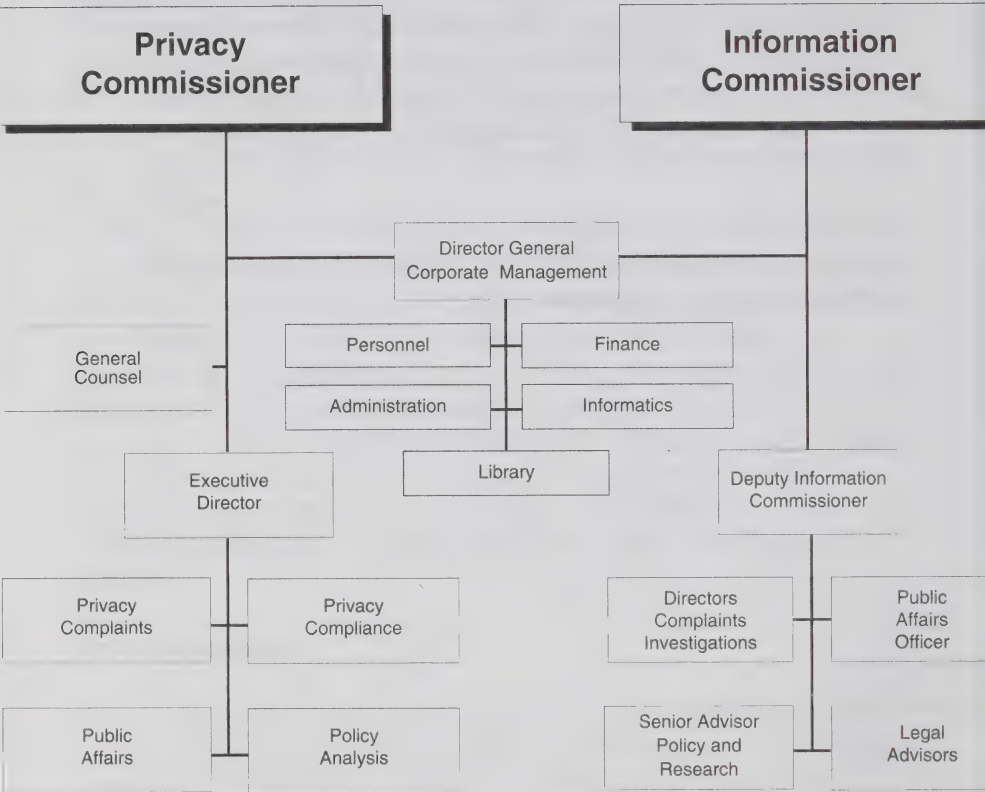 Privacy
Commissioner
Information
Commissioner
Director General
Corporate Management
Personnel
Finance
General
Counsel
Administration
Informatics
Library
Executive
Director
Deputy Information
Commissioner
Privacy
Complaints
Privacy
Compliance
Directors
Complaints
Investigations
Public
Affairs
Officer
Public
Affairs
Policy
Analysis
Senior Advisor
Policy and
Research
Legal
Advisors